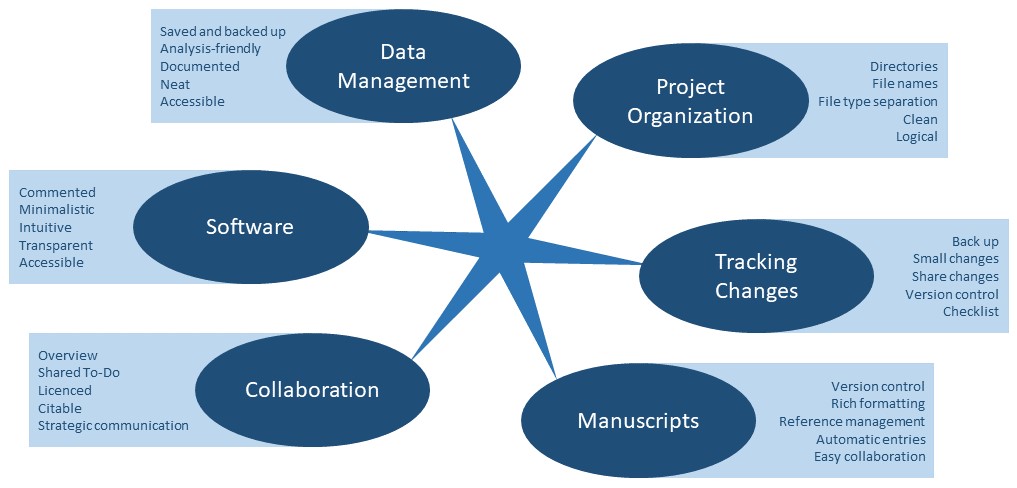 Saved and backed up
Analysis-friendly
Documented
Neat
Accessible
Data
Management
Project
Organization
Directories
File names
File type separation
Clean
Logical
Commented
Minimalistic
Intuitive
Transparent
Accessible
Software
Tracking
Changes
Back up
Small changes
Share changes
Version control
Checklist
Overview
Shared To-Do
Licenced
Citable
Strategic communication
Collaboration
Manuscripts
Version control
Rich formatting
Reference management
Automatic entries
Easy collaboration